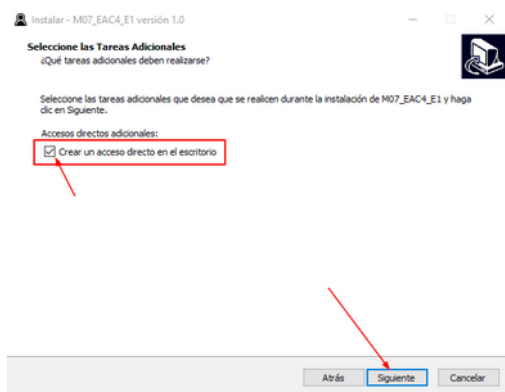 Instalar - M07_EAC4_E1 versión 1.0
Seleccione las Tareas Adicionales
¿Qué tareas adicionales deben realizarse?
Seleccione las tareas adicionales que desea que se realicen durante la instalación de M07_EAC4_E1 y haga
clic en Siguiente.
Accesos directos adicionales:
Crear un acceso directo en el escritorio
Atrás
Siguiente
Cancelar